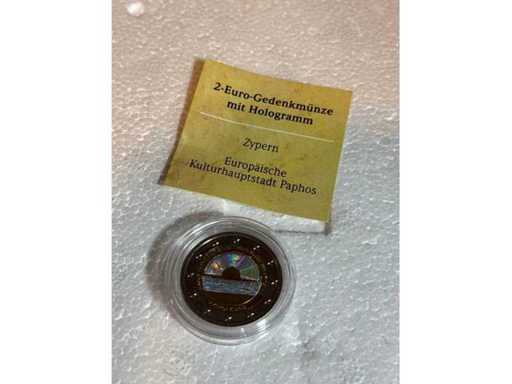 2-Euro-Gedenkmünze
mit Hologramm
Zypern
Europäische
Kulturhauptstadt Paphos